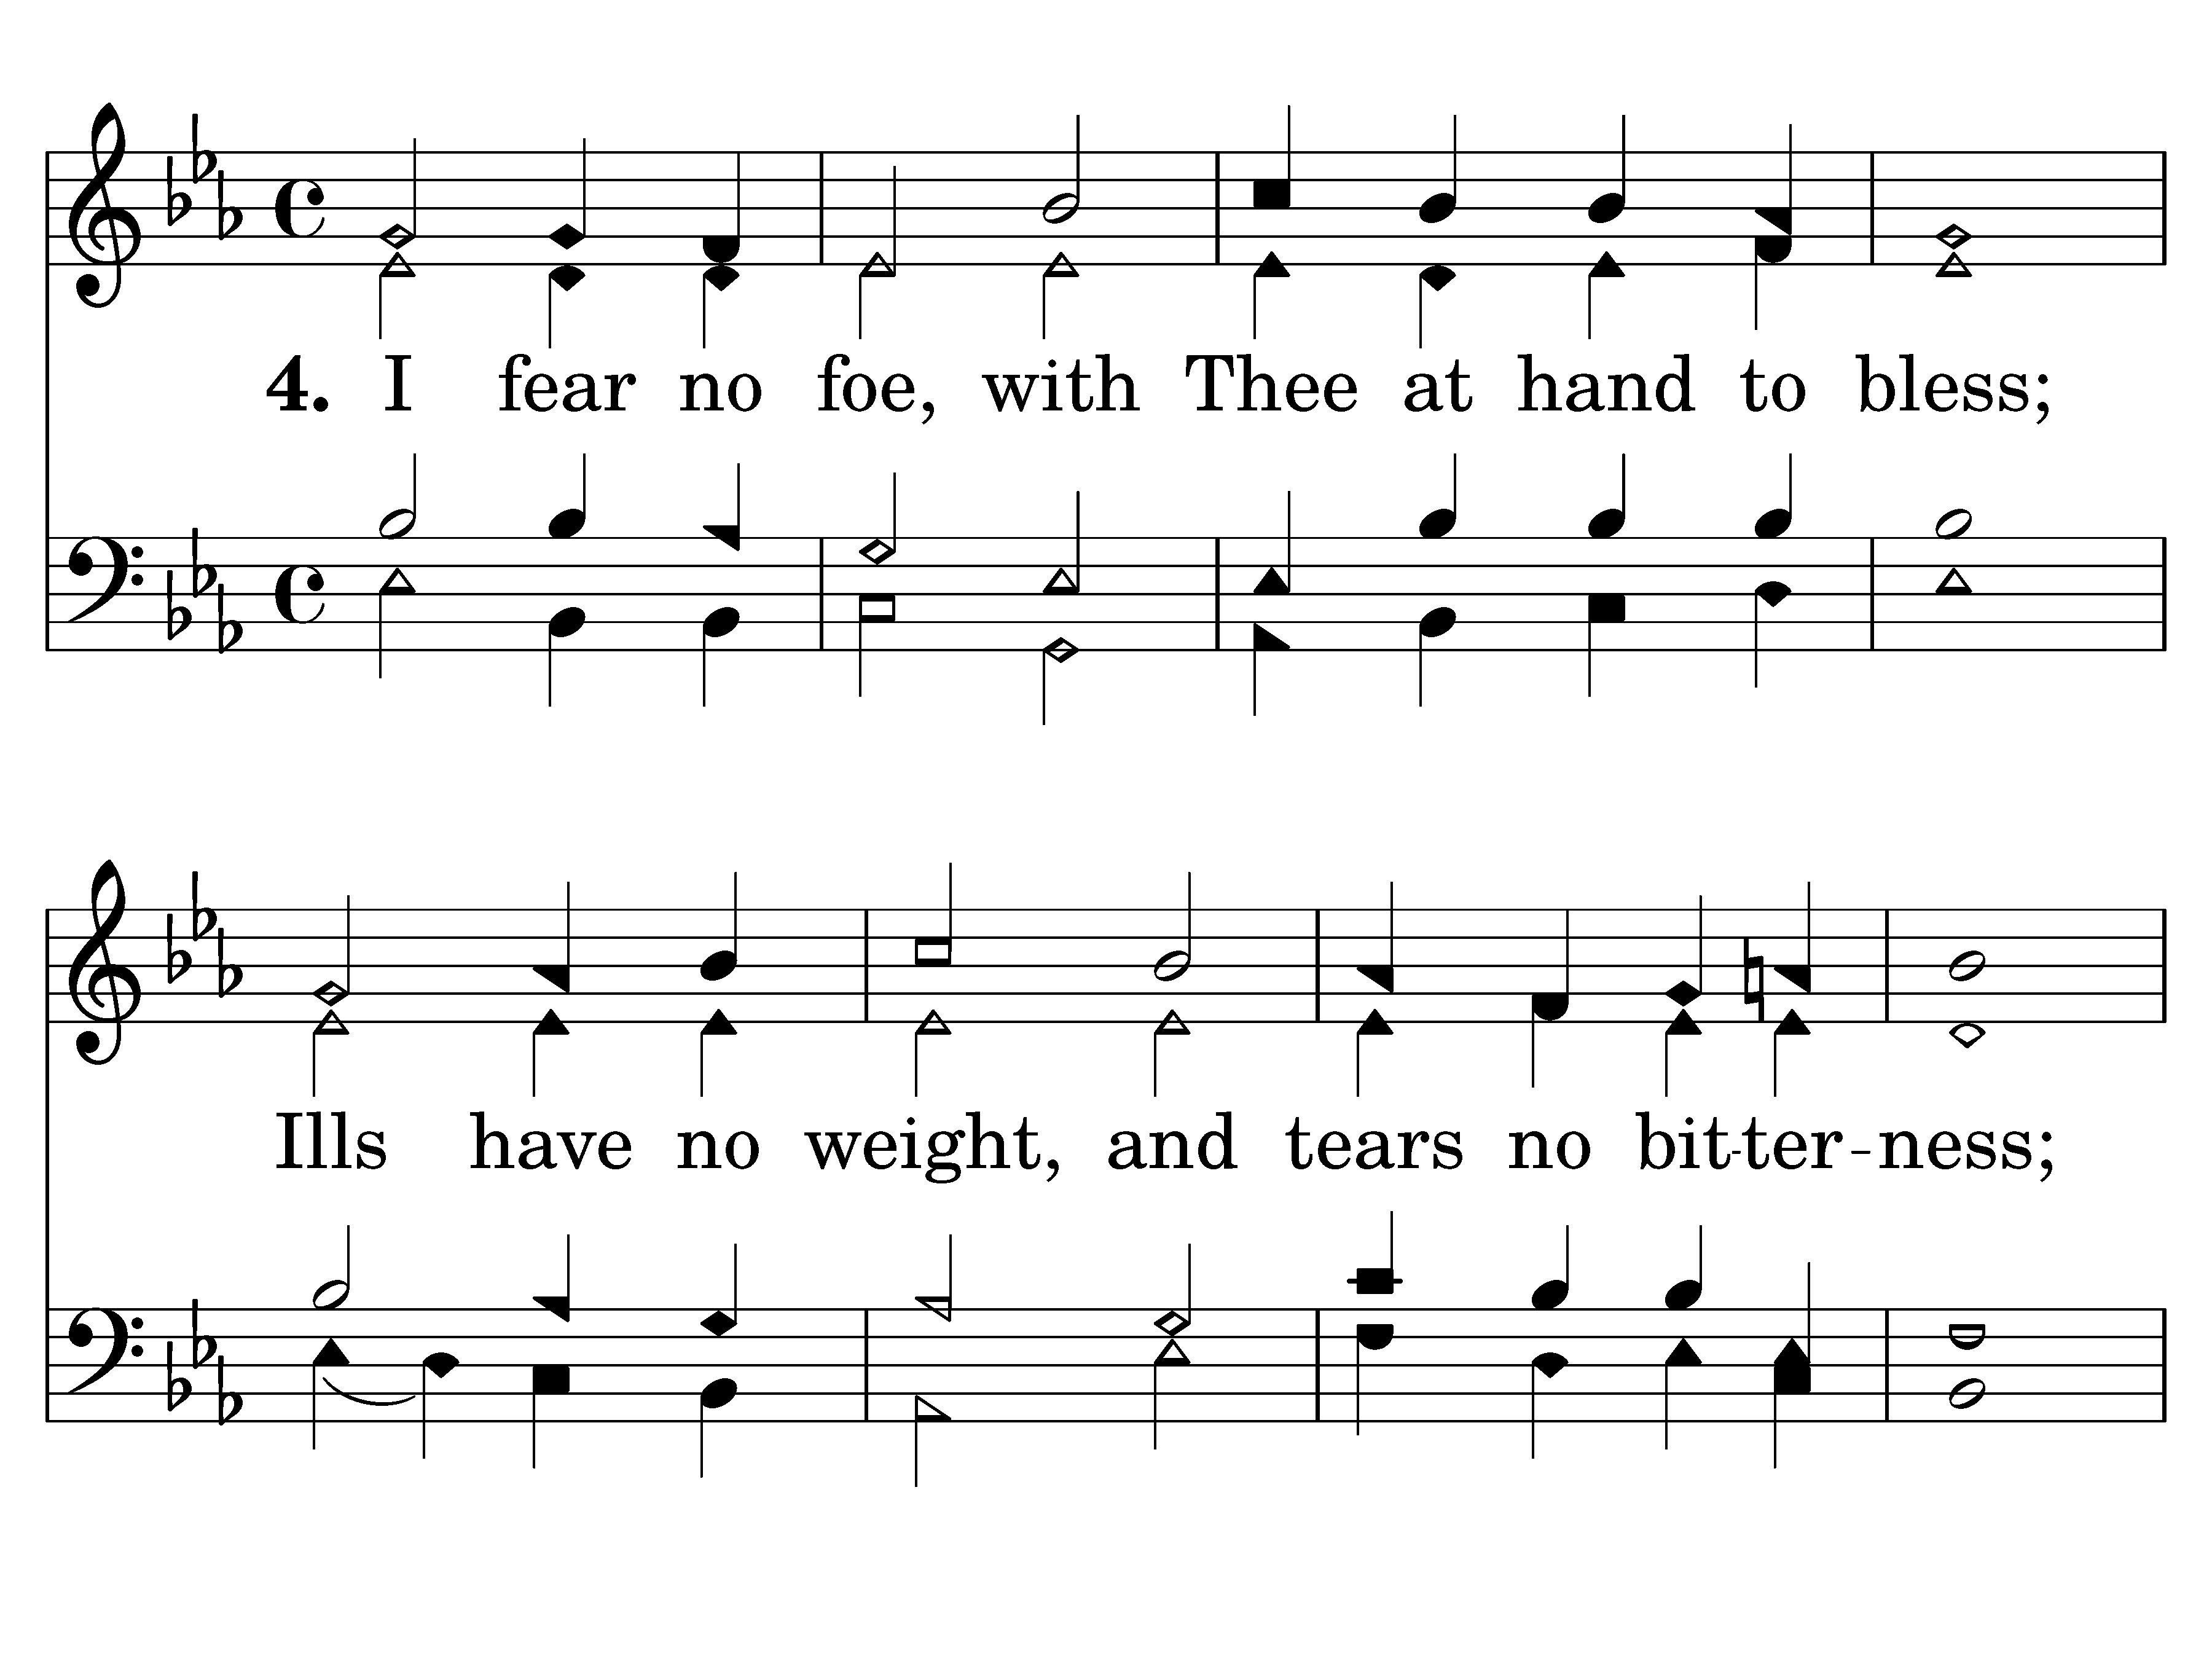 4. I fear no foe, with Thee at hand to bless;
Ills have no weight, and tears no bit-ter-ness;